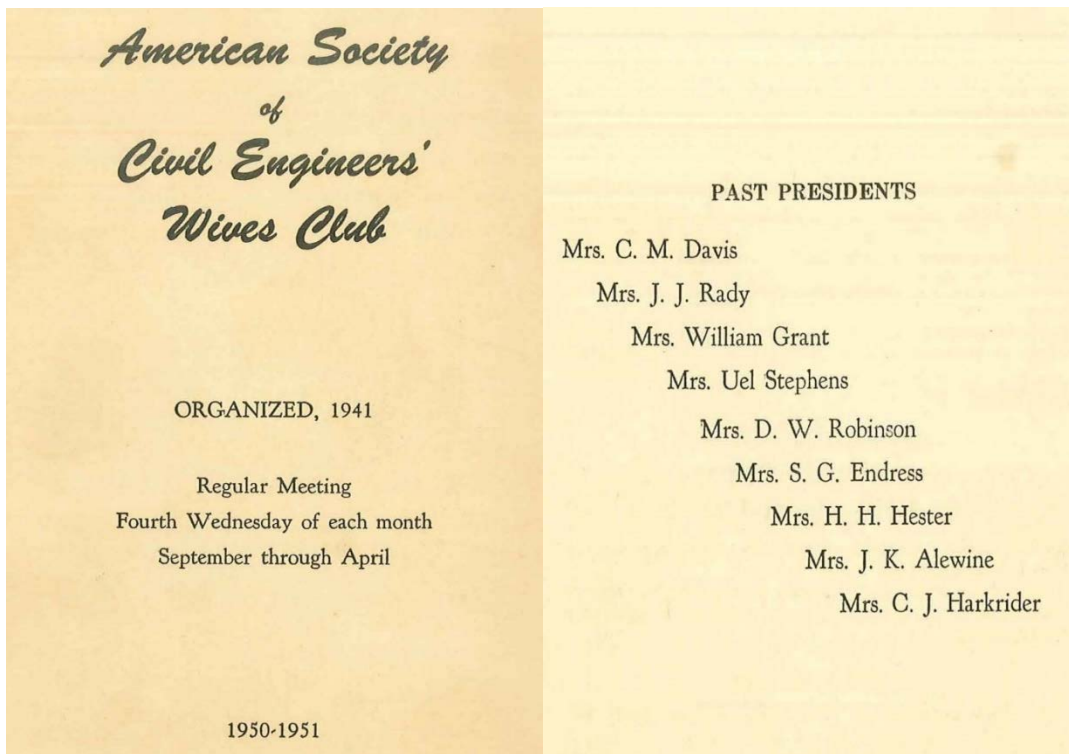 American Society
of
Civil Engineers'
Wives Club
ORGANIZED, 1941
Regular Meeting
Fourth Wednesday of each month
September through April
1950-1951
PAST PRESIDENTS
Mrs. C. M. Davis
Mrs. J. J. Rady
Mrs. William Grant
Mrs. Uel Stephens
Mrs. D. W. Robinson
Mrs. S. G. Endress
Mrs. H. H. Hester
Mrs. J. K. Alewine
Mrs. C. J. Harkrider